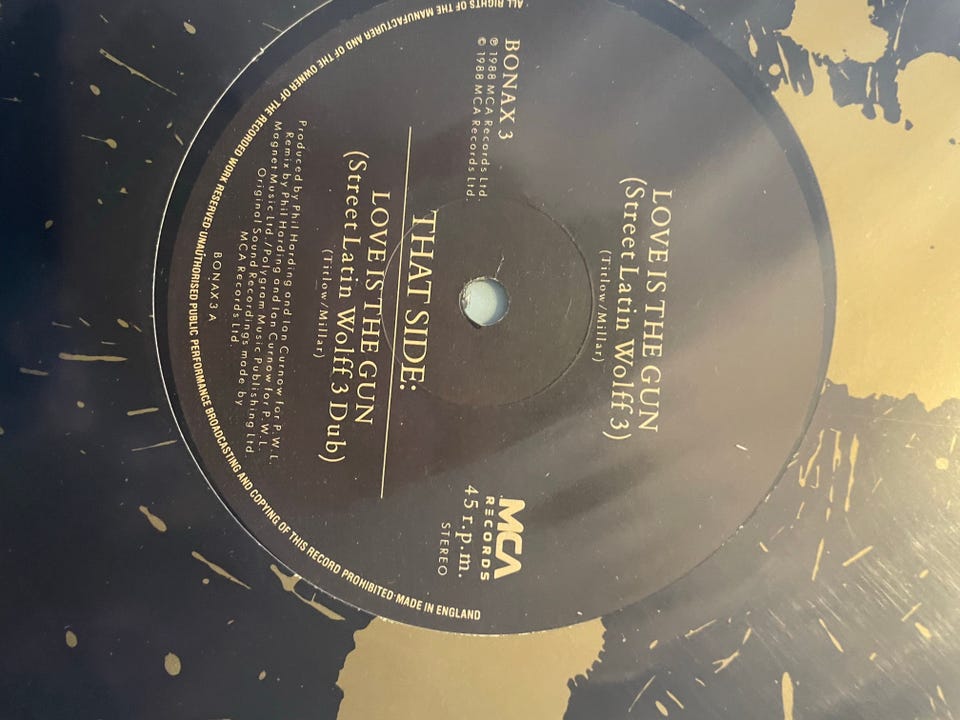 LOVE IS THE GUN
(Street Latin Wolff 3)
(Titlow/Millar)
BONAX 3
℗ 1988 MCA Records Ltd.
© 1988 MCA Records Ltd.
MCA
RECORDS
45 r.p.m.
STEREO
THAT SIDE:
LOVE IS THE GUN
(Street Latin Wolff 3 Dub)
(Titlow/Millar)
Produced by Phil Harding and Ian Curnow for P.W.L.
Remix by Phil Harding and Ian Curnow for P.W.L.
Magnet Music Ltd./Polygram Music Publishing Ltd.
Original Sound Recordings made by
MCA Records Ltd.
BONAX3 A
ALL RIGHTS OF THE MANUFACTURER AND OF THE OWNER OF THE RECORDED WORK RESERVED·UNAUTHORISED PUBLIC PERFORMANCE BROADCASTING AND COPYING OF THIS RECORD PROHIBITED·MADE IN ENGLAND